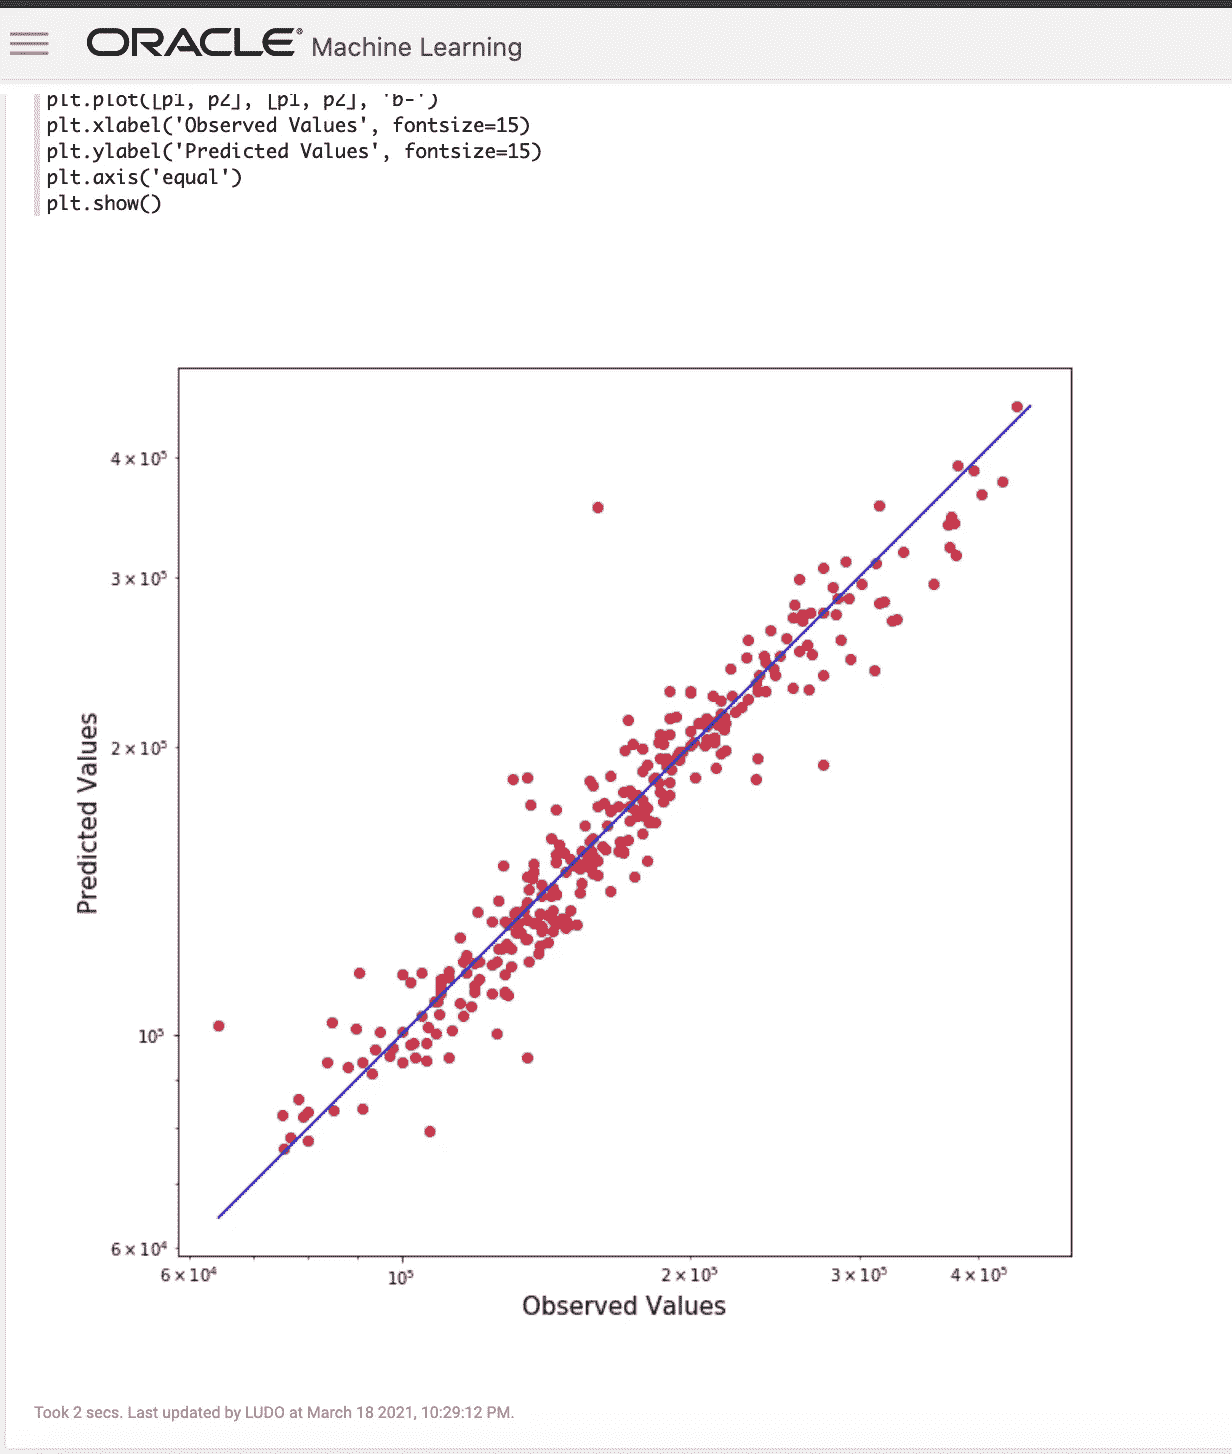 ORACLE® Machine Learning
plt.plot([p1, p2], [p1, p2], 'b-')
plt.xlabel('Observed Values', fontsize=15)
plt.ylabel('Predicted Values', fontsize=15)
plt.axis('equal')
plt.show()
4 × 10⁵
3 × 10⁵
2 × 10⁵
10⁵
6 × 10⁴
Predicted Values
6 × 10⁴
10⁵
2 × 10⁵
3 × 10⁵
4 × 10⁵
Observed Values
Took 2 secs. Last updated by LUDO at March 18 2021, 10:29:12 PM.